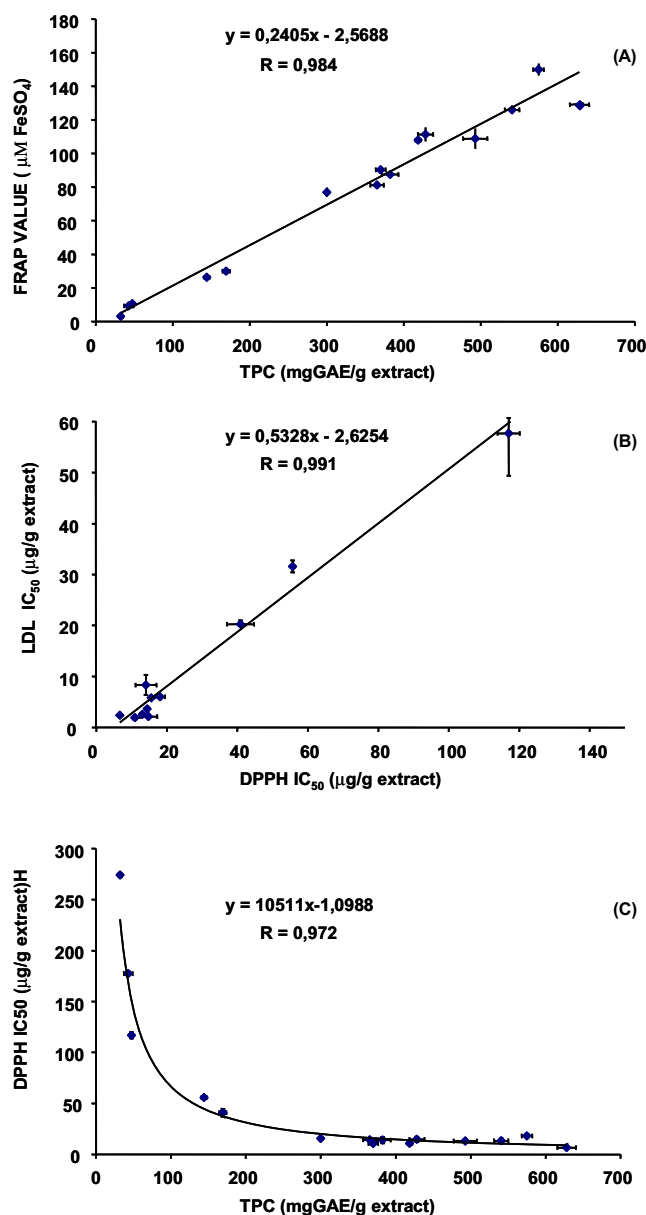 180
160
140
120
100
80
60
40
20
0
FRAP VALUE ( μM FeSO₄)
y = 0,2405x - 2,5688
R = 0,984
(A)
0 100 200 300 400 500 600 700
TPC (mgGAE/g extract)
60
50
40
30
20
10
0
LDL IC₅₀ (μg/g extract)
y = 0,5328x - 2,6254
R = 0,991
(B)
0 20 40 60 80 100 120 140
DPPH IC₅₀ (μg/g extract)
300
250
200
150
100
50
0
DPPH IC50 (μg/g extract)H
y = 10511x-1,0988
R = 0,972
(C)
0 100 200 300 400 500 600 700
TPC (mgGAE/g extract)